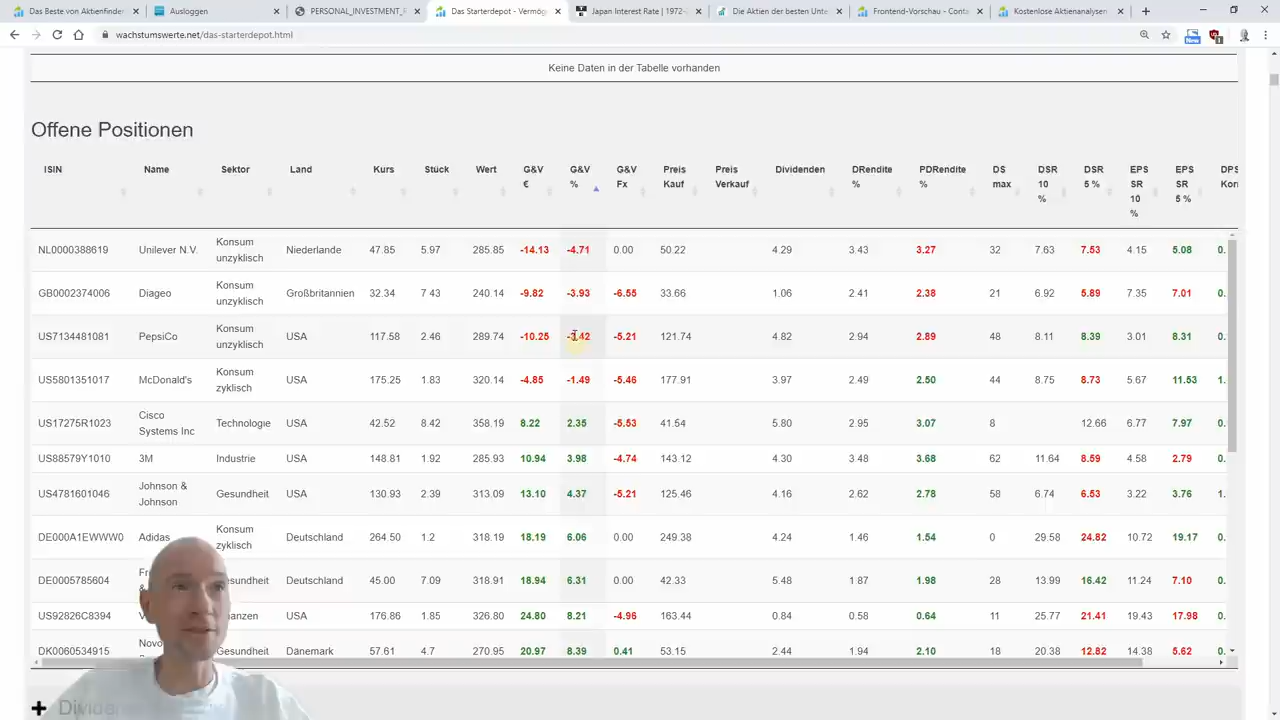 Das Beste von Aktienfinder
Ausloggen
PERSONAL_INVESTMENT_F
Das Starterdepot - Vermög
Japan Interest Rate | 1972-
Die Aktien der besten Unte
Frontend-Vorschau - Conta
Kostenlose Aktienanalysen
wachstumswerte.net/das-starterdepot.html
New
1
Keine Daten in der Tabelle vorhanden
Offene Positionen
ISIN Name Sektor Land Kurs Stück Wert G&V € G&V % G&V Fx Preis Kauf Preis Verkauf Dividenden DRendite % PDRendite % DS max DSR 10 % DSR 5 % EPS SR 10 % EPS SR 5 % DPS Kor
NL0000388619 Unilever N.V. Konsum unzyklisch Niederlande 47.85 5.97 285.85 -14.13 -4.71 0.00 50.22 4.29 3.43 3.27 32 7.63 7.53 4.15 5.08 0.
GB0002374006 Diageo Konsum unzyklisch Großbritannien 32.34 7 43 240.14 -9.82 -3.93 -6.55 33.66 1.06 2.41 2.38 21 6.92 5.89 7.35 7.01 0.
US7134481081 PepsiCo Konsum unzyklisch USA 117.58 2.46 289.74 -10.25 -3.42 -5.21 121.74 4.82 2.94 2.89 48 8.11 8.39 3.01 8.31 0.
US5801351017 McDonald's Konsum zyklisch USA 175.25 1.83 320.14 -4.85 -1.49 -5.46 177.91 3.97 2.49 2.50 44 8.75 8.73 5.67 11.53 1.
US17275R1023 Cisco Systems Inc Technologie USA 42.52 8.42 358.19 8.22 2.35 -5.53 41.54 5.80 2.95 3.07 8 12.66 6.77 7.97 0.
US88579Y1010 3M Industrie USA 148.81 1.92 285.93 10.94 3.98 -4.74 143.12 4.30 3.48 3.68 62 11.64 8.59 4.58 2.79 0.
US4781601046 Johnson & Johnson Gesundheit USA 130.93 2.39 313.09 13.10 4.37 -5.21 125.46 4.16 2.62 2.78 58 6.74 6.53 3.22 3.76 1.
DE000A1EWWW0 Adidas Konsum zyklisch Deutschland 264.50 1.2 318.19 18.19 6.06 0.00 249.38 4.24 1.46 1.54 0 29.58 24.82 10.72 19.17 0.
DE0005785604 Fr & esundheit Deutschland 45.00 7.09 318.91 18.94 6.31 0.00 42.33 5.48 1.87 1.98 28 13.99 16.42 11.24 7.10 0.
US92826C8394 V nanzen USA 176.86 1.85 326.80 24.80 8.21 -4.96 163.44 0.84 0.58 0.64 11 25.77 21.41 19.43 17.98 0.
DK0060534915 Novo Gesundheit Dänemark 57.61 4.7 270.95 20.97 8.39 0.41 53.15 2.44 1.94 2.10 18 20.38 12.82 14.38 5.62 0.